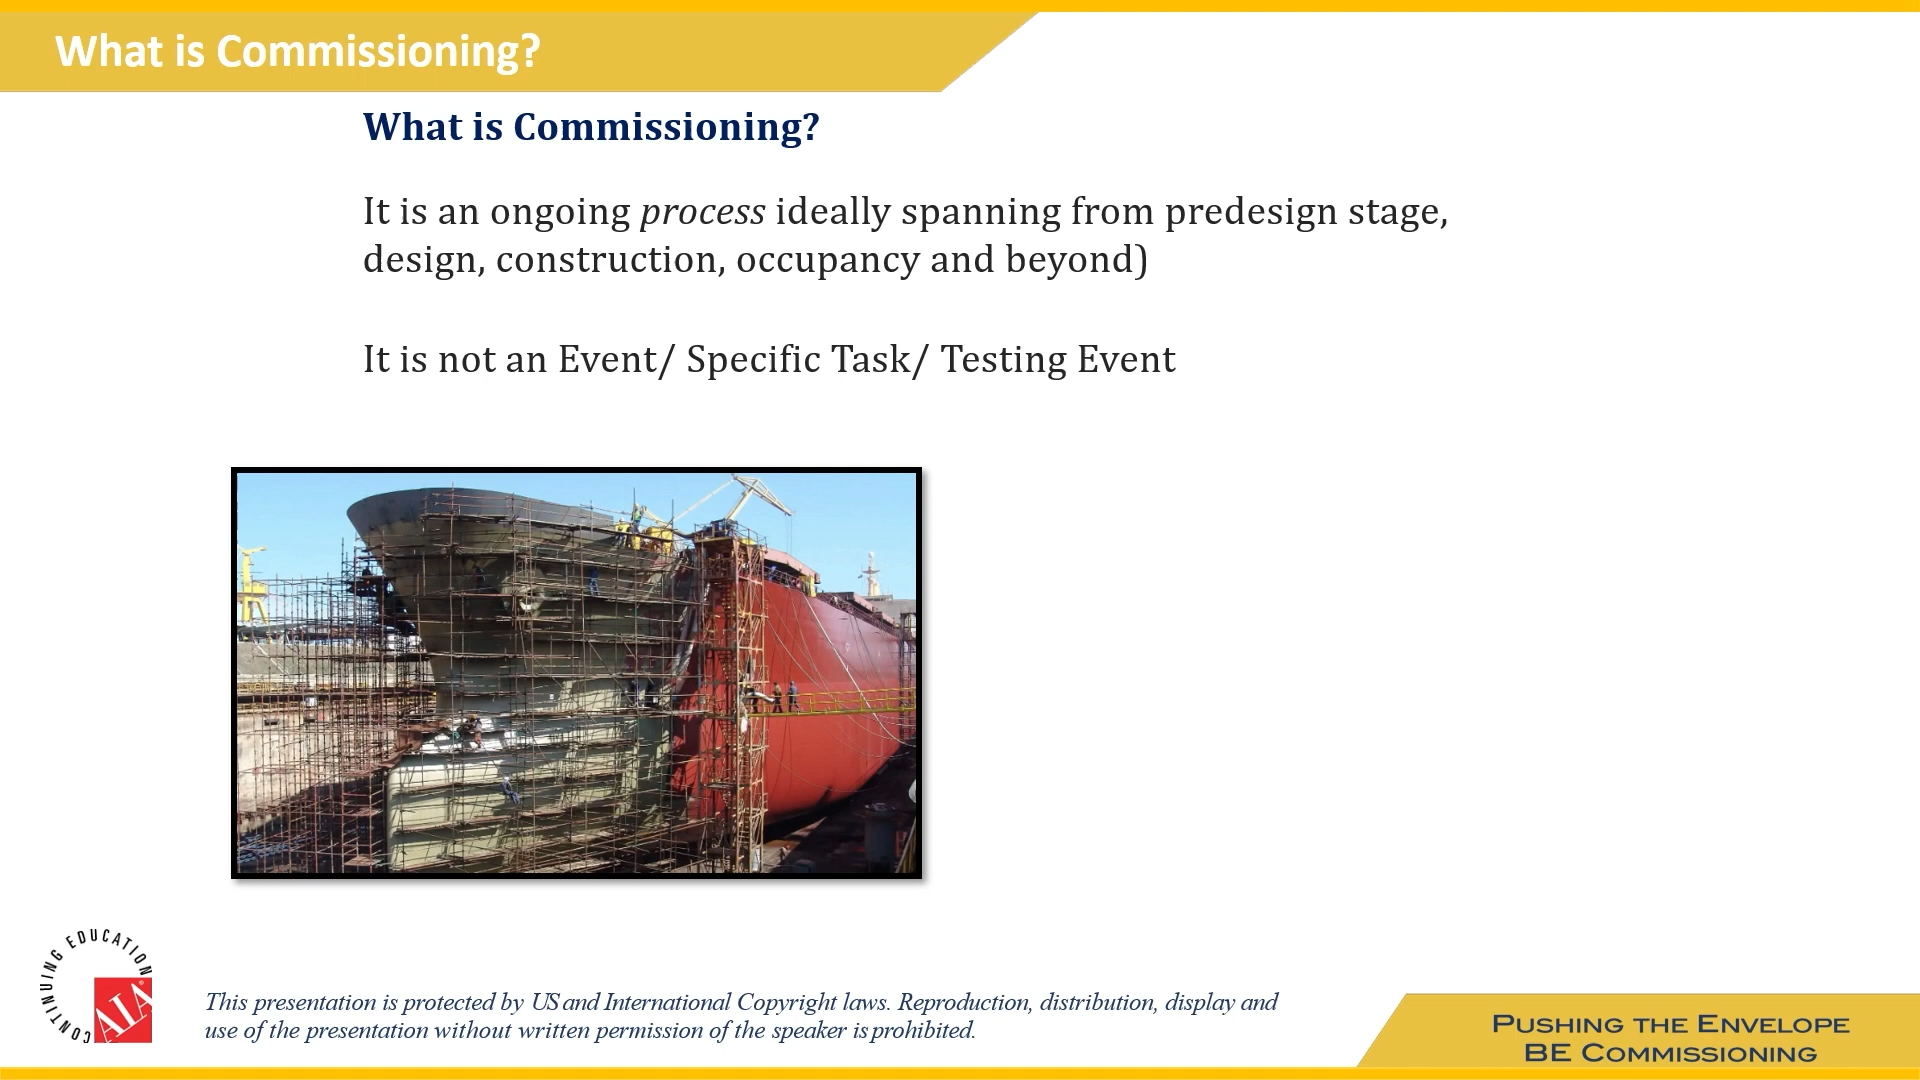 What is Commissioning?
What is Commissioning?
It is an ongoing process ideally spanning from predesign stage,
design, construction, occupancy and beyond)
It is not an Event/ Specific Task/ Testing Event
CONTINUING EDUCATION
AIA
This presentation is protected by US and International Copyright laws. Reproduction, distribution, display and
use of the presentation without written permission of the speaker is prohibited.
PUSHING THE ENVELOPE
BE COMMISSIONING